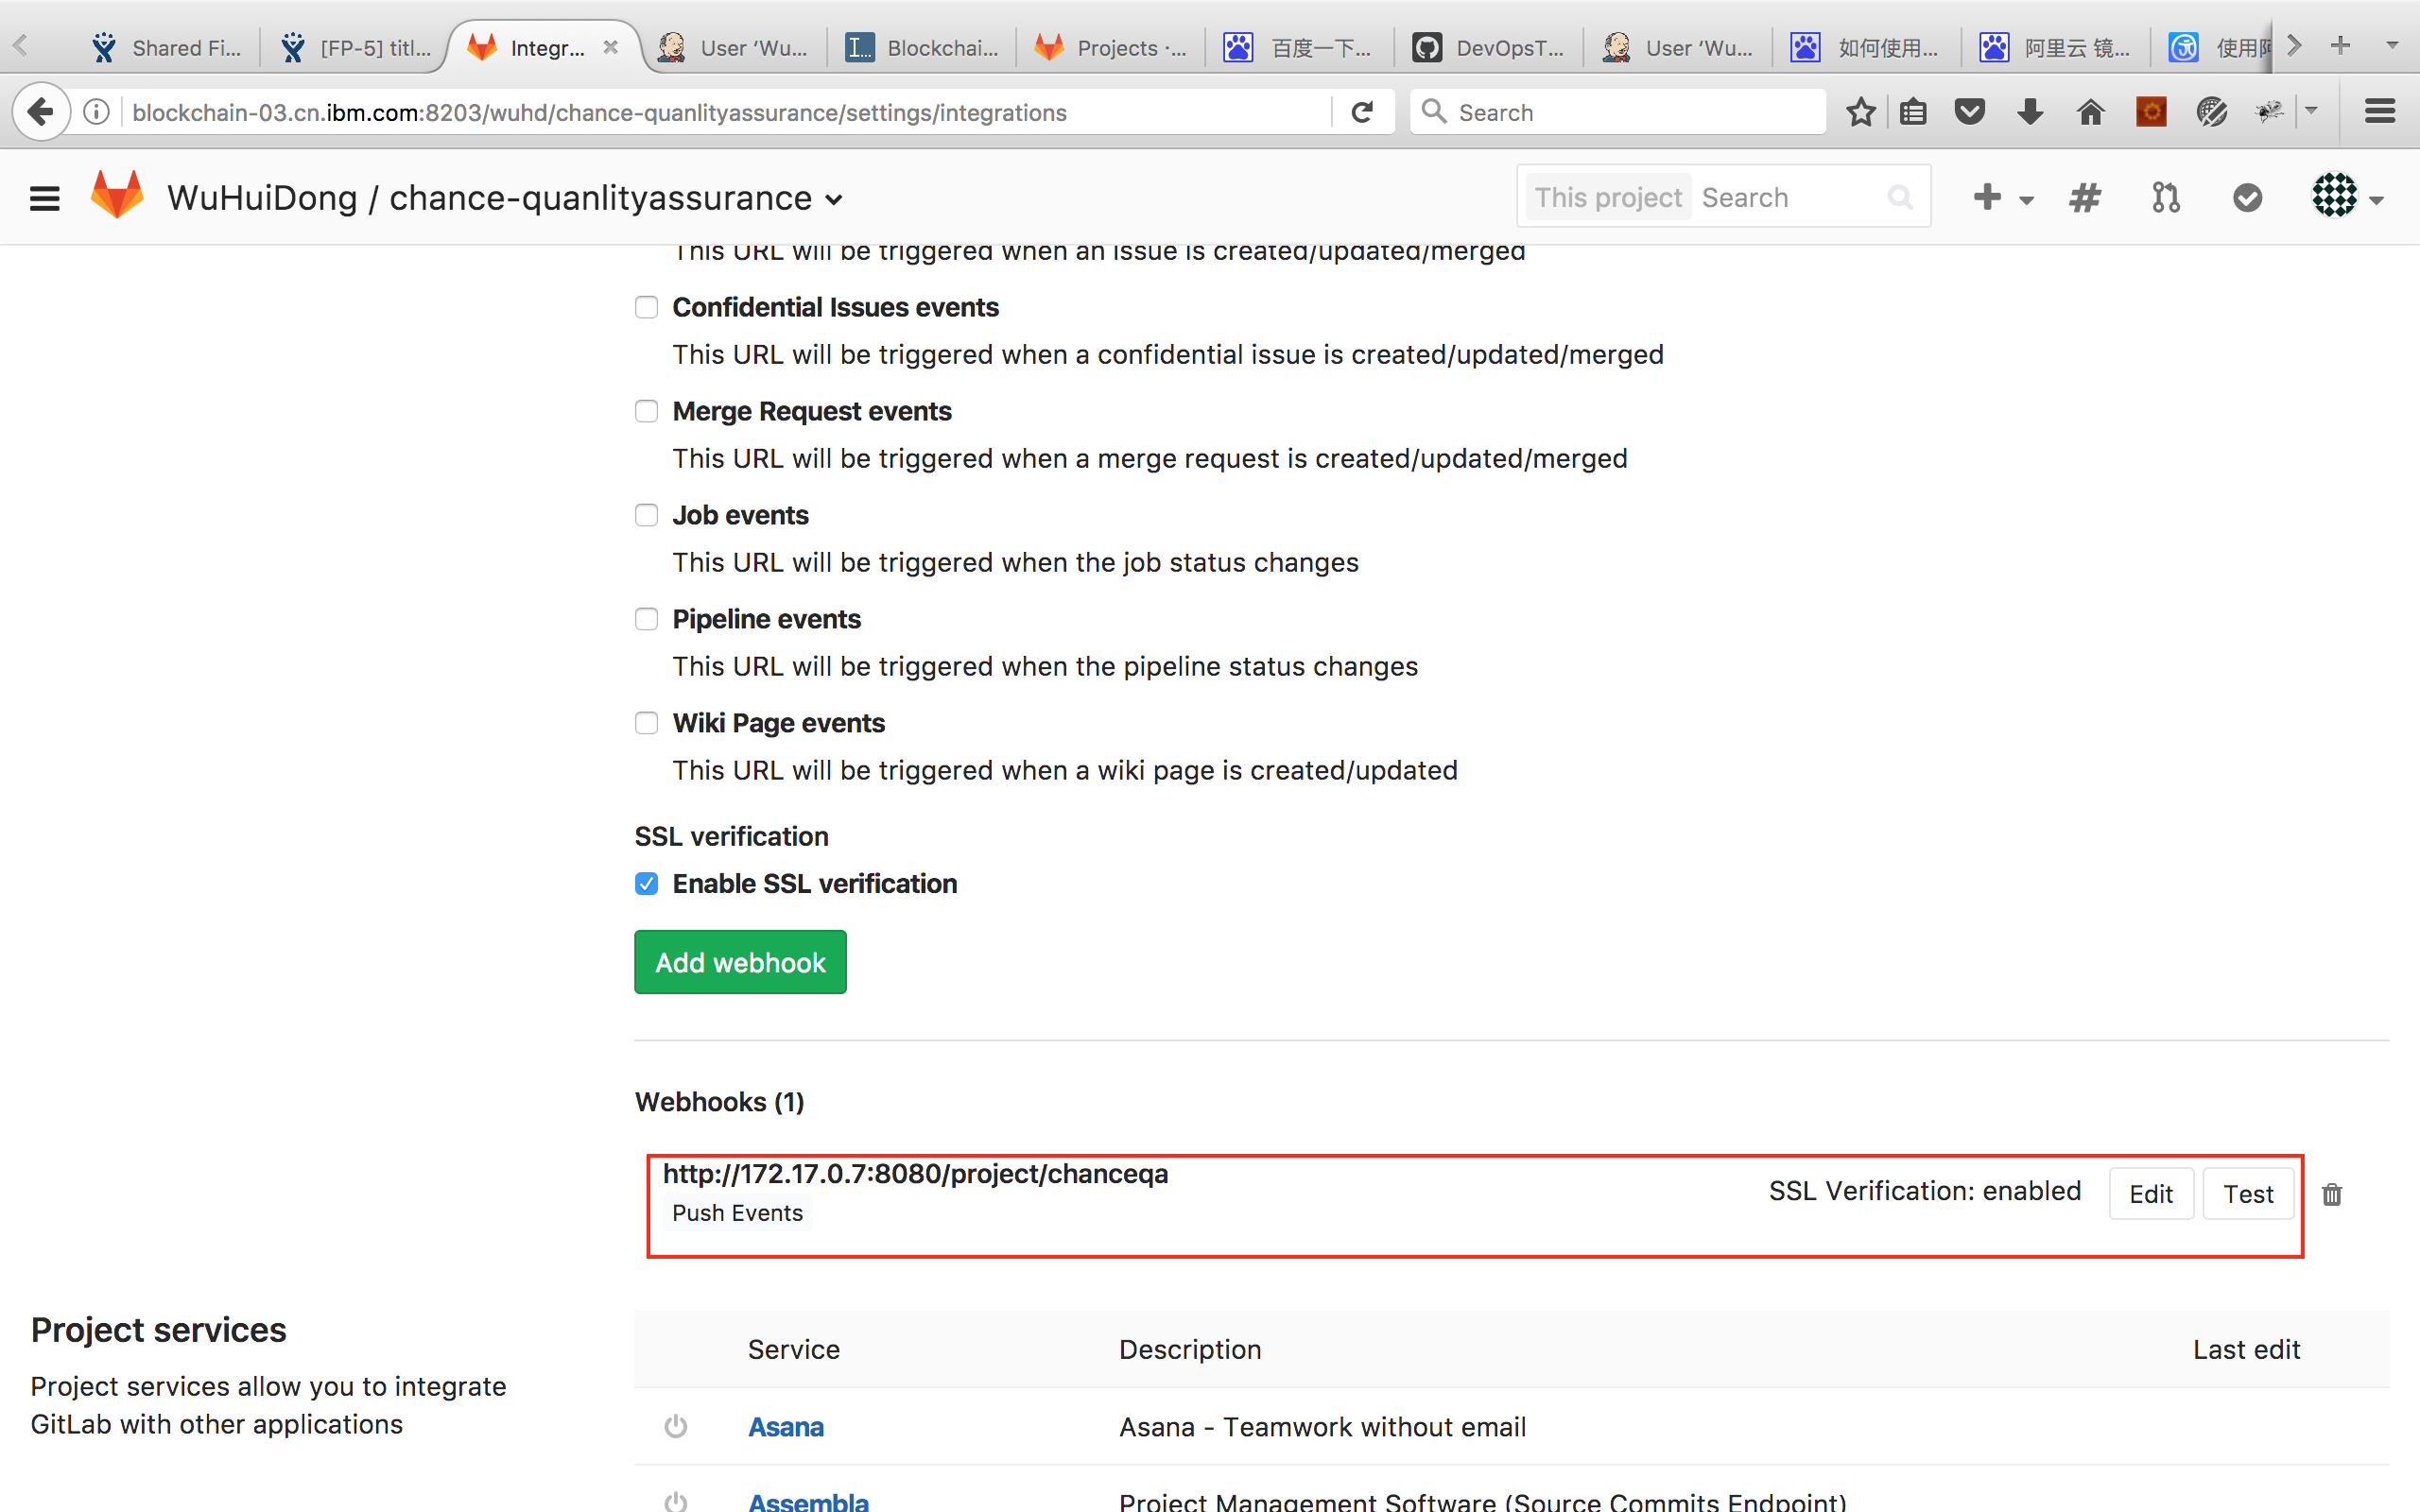 Shared Fi...
[FP-5] titl...
Integr...
User ‘Wu...
I...
Blockchai...
Projects ·...
百度一下...
DevOpsT...
User ‘Wu...
如何使用...
阿里云 镜...
使用阿
blockchain-03.cn.ibm.com:8203/wuhd/chance-quanlityassurance/settings/integrations
Search
WuHuiDong / chance-quanlityassurance
This project
Search
This URL will be triggered when an issue is created/updated/merged
Confidential Issues events
This URL will be triggered when a confidential issue is created/updated/merged
Merge Request events
This URL will be triggered when a merge request is created/updated/merged
Job events
This URL will be triggered when the job status changes
Pipeline events
This URL will be triggered when the pipeline status changes
Wiki Page events
This URL will be triggered when a wiki page is created/updated
SSL verification
Enable SSL verification
Add webhook
Webhooks (1)
http://172.17.0.7:8080/project/chanceqa
Push Events
SSL Verification: enabled
Edit
Test
Project services
Project services allow you to integrate
GitLab with other applications
Service
Description
Last edit
Asana
Asana - Teamwork without email
Assembla
Project Management Software (Source Commits Endpoint)